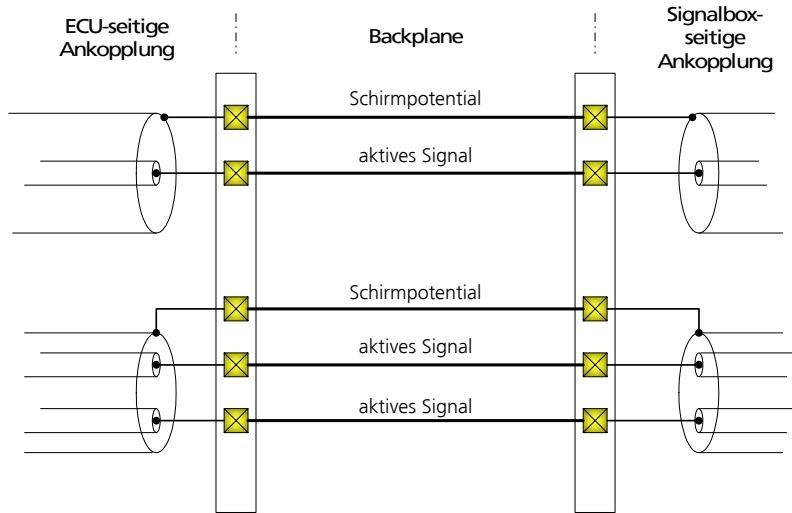 ECU-seitige
Ankopplung
Backplane
Signalbox-
seitige
Ankopplung
Schirmpotential
aktives Signal
Schirmpotential
aktives Signal
aktives Signal